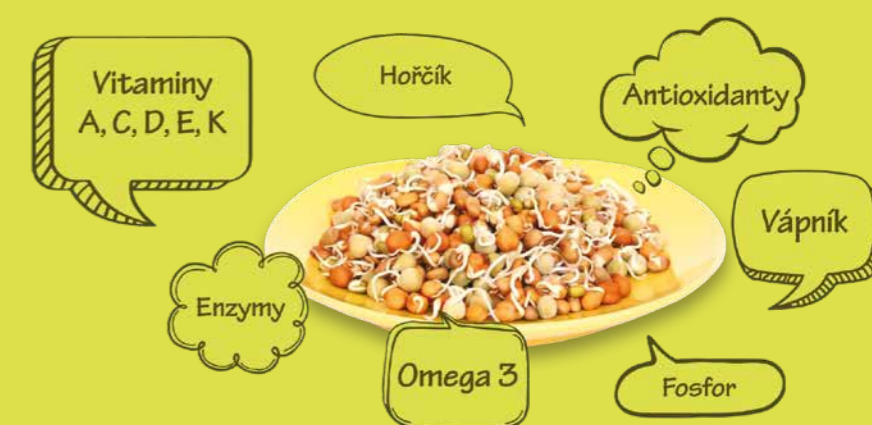 Vitaminy
A, C, D, E, K
Hořčík
Antioxidanty
Vápník
Enzymy
Omega 3
Fosfor